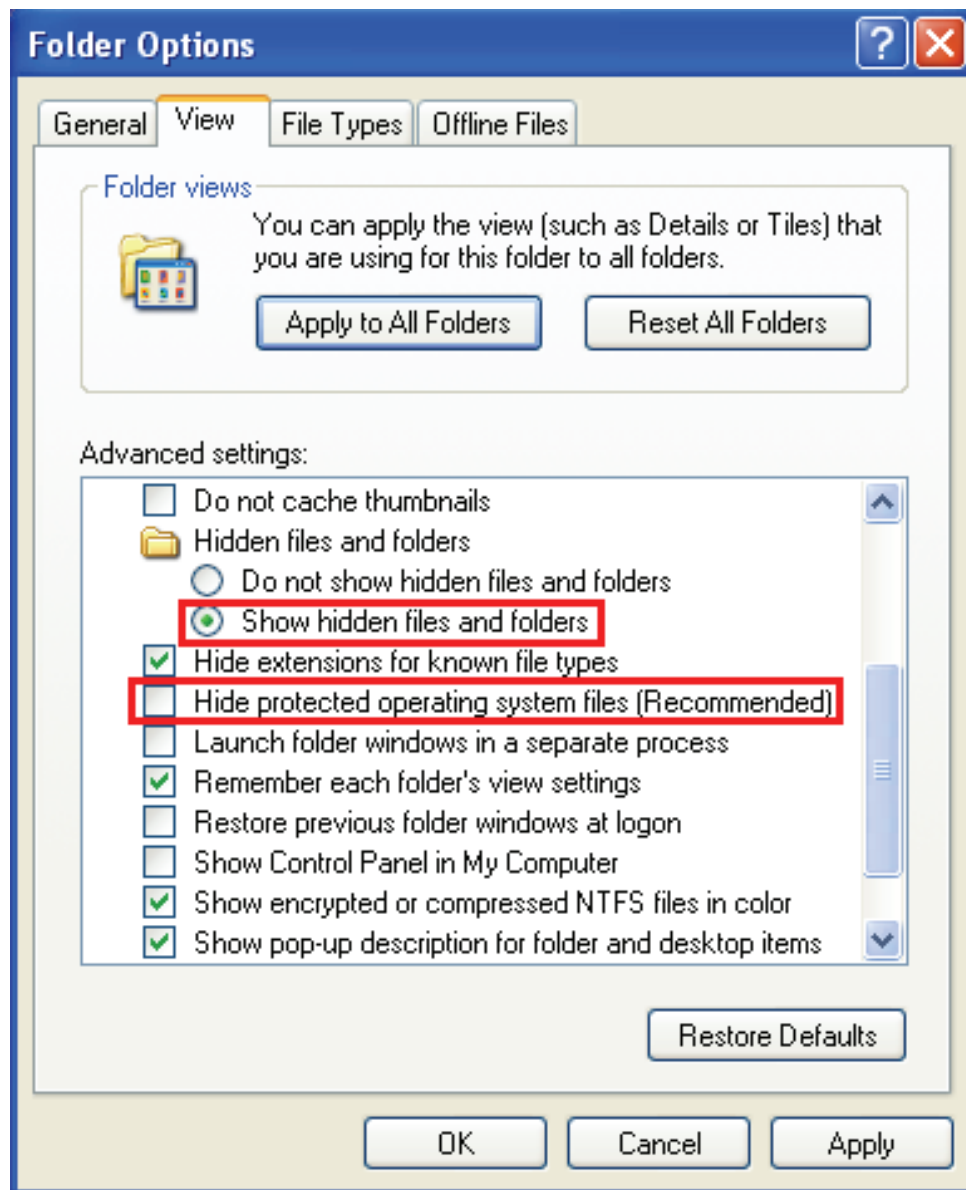 Folder Options
General View File Types Offline Files
Folder views
You can apply the view (such as Details or Tiles) that
you are using for this folder to all folders.
Apply to All Folders Reset All Folders
Advanced settings:
Do not cache thumbnails
Hidden files and folders
Do not show hidden files and folders
Show hidden files and folders
Hide extensions for known file types
Hide protected operating system files (Recommended)
Launch folder windows in a separate process
Remember each folder's view settings
Restore previous folder windows at logon
Show Control Panel in My Computer
Show encrypted or compressed NTFS files in color
Show pop-up description for folder and desktop items
Restore Defaults
OK Cancel Apply